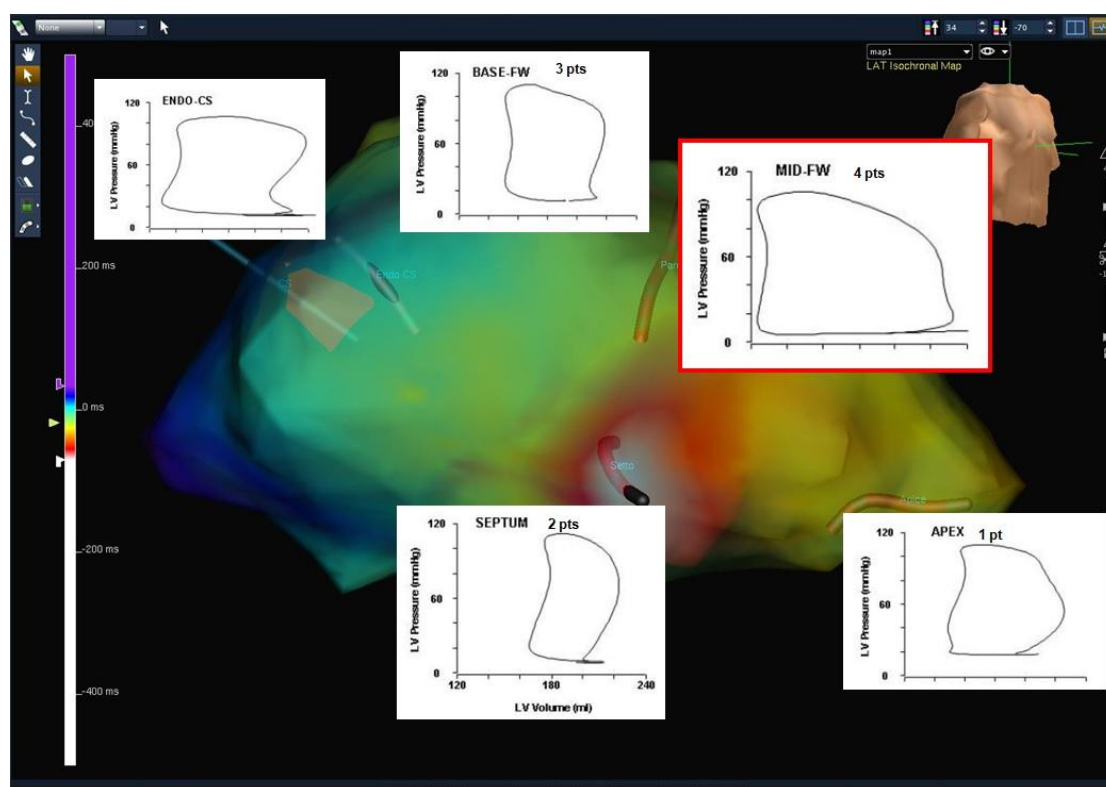 None
34
-70
map1
LAT Isochronal Map
ENDO-CS
120
60
0
LV Pressure (mmHg)
BASE-FW 3 pts
120
60
0
LV Pressure (mmHg)
MID-FW 4 pts
120
60
0
LV Pressure (mmHg)
200 ms
0 ms
-200 ms
-400 ms
CS
Endo CS
Setto
Apice
SEPTUM 2 pts
120
60
0
LV Pressure (mmHg)
120 180 240
LV Volume (ml)
APEX 1 pt
120
60
0
LV Pressure (mmHg)